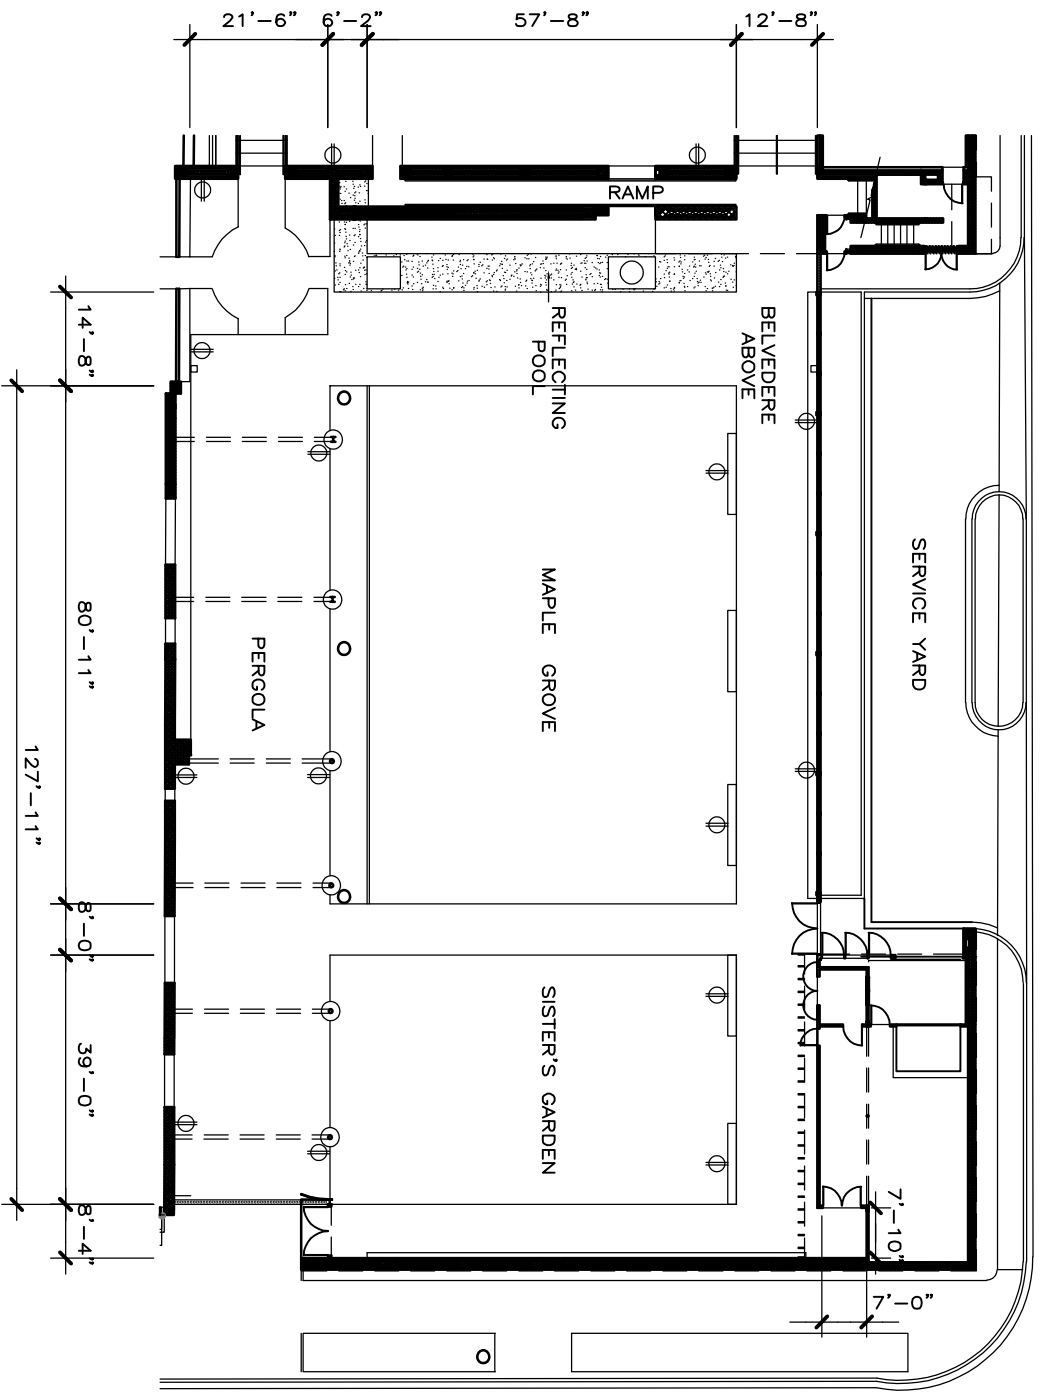 21'-6"
6'-2"
57'-8"
12'-8"
RAMP
14'-8"
REFLECTING
POOL
BELVEDERE
ABOVE
SERVICE YARD
MAPLE GROVE
PERGOLA
80'-11"
127'-11"
8'-0"
39'-0"
SISTER'S GARDEN
8'-4"
7'-10"
7'-0"